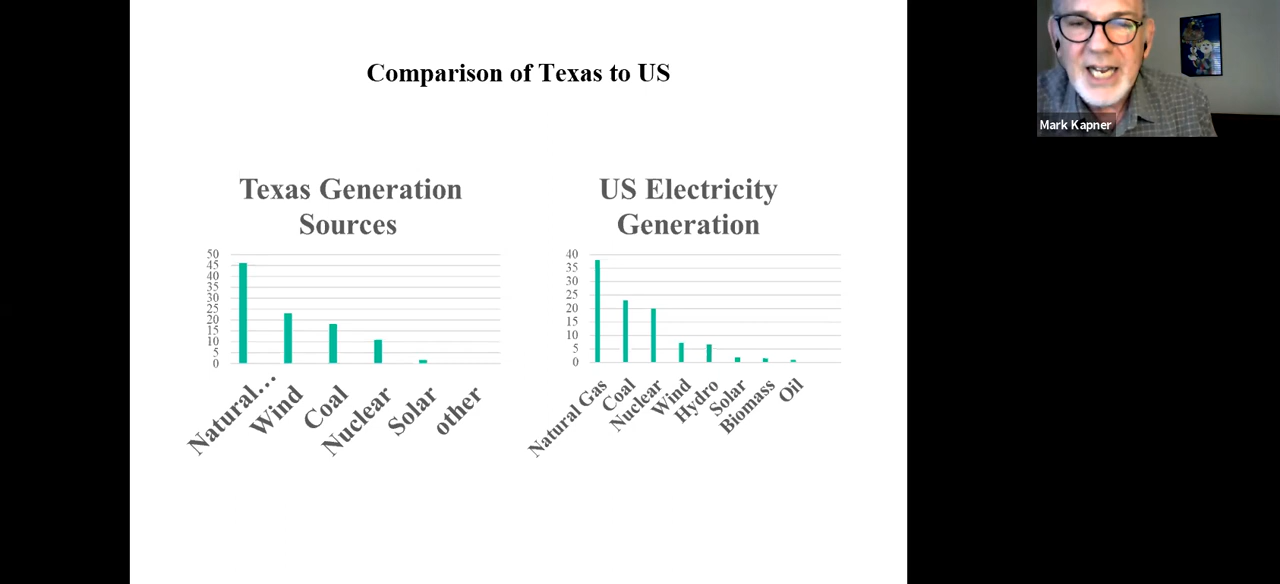 Comparison of Texas to US
Mark Kapner
Texas Generation
Sources
50
45
40
35
30
25
20
15
10
5
0
Natural...
Wind
Coal
Nuclear
Solar
other
US Electricity
Generation
40
35
30
25
20
15
10
5
0
Natural Gas
Coal
Nuclear
Wind
Hydro
Solar
Biomass
Oil